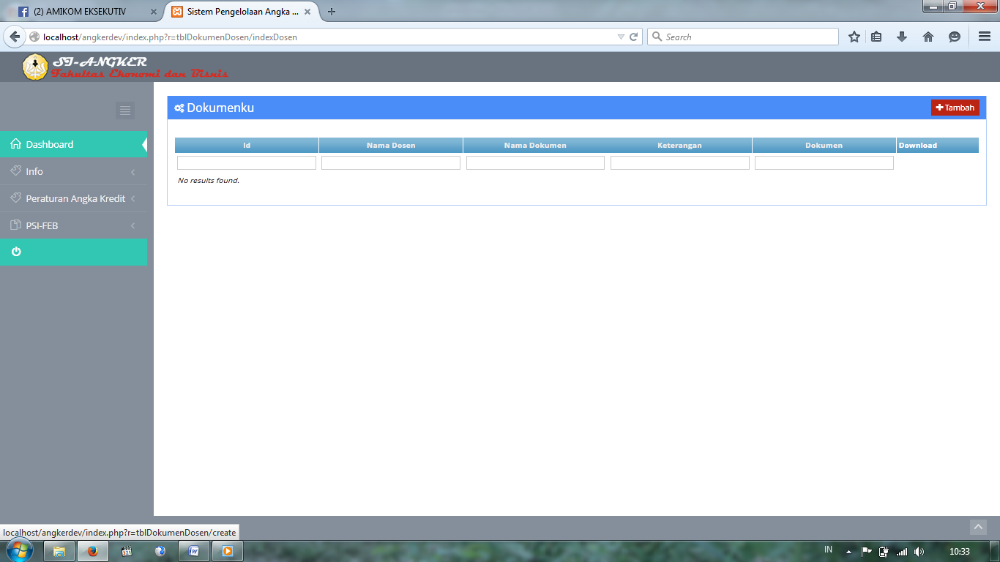 (2) AMIKOM EKSEKUTIV
Sistem Pengelolaan Angka ...
localhost/angkerdev/index.php?r=tblDokumenDosen/indexDosen
Search
SI-ANGKER
Fakultas Ekonomi dan Bisnis
Dokumenku
Tambah
Dashboard
Info
Peraturan Angka Kredit
PSI-FEB
Id Nama Dosen Nama Dokumen Keterangan Dokumen Download
No results found.
localhost/angkerdev/index.php?r=tblDokumenDosen/create
IN
10:33